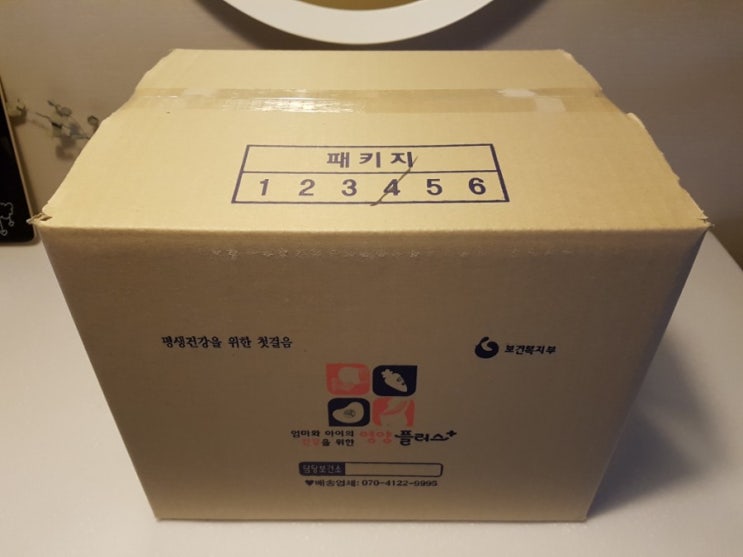 패키지
1 2 3 4 5 6
평생건강을 위한 첫걸음
보건복지부
엄마와 아이의
건강을 위한
영양플러스+
담당보건소
♥배송업체: 070-4122-9995